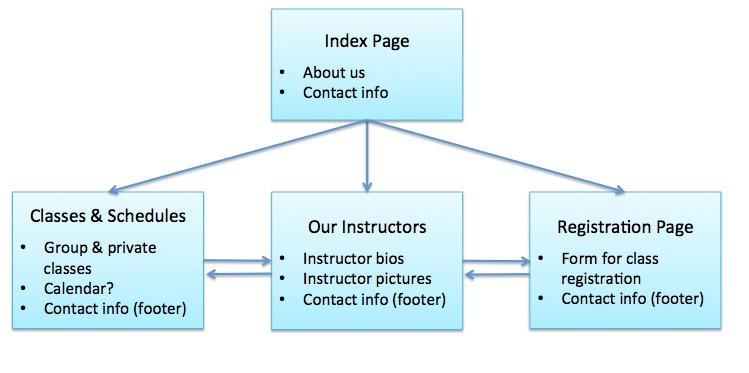 Index Page
• About us
• Contact info
Classes & Schedules
• Group & private
classes
• Calendar?
• Contact info (footer)
Our Instructors
• Instructor bios
• Instructor pictures
• Contact info (footer)
Registration Page
• Form for class
registration
• Contact info (footer)